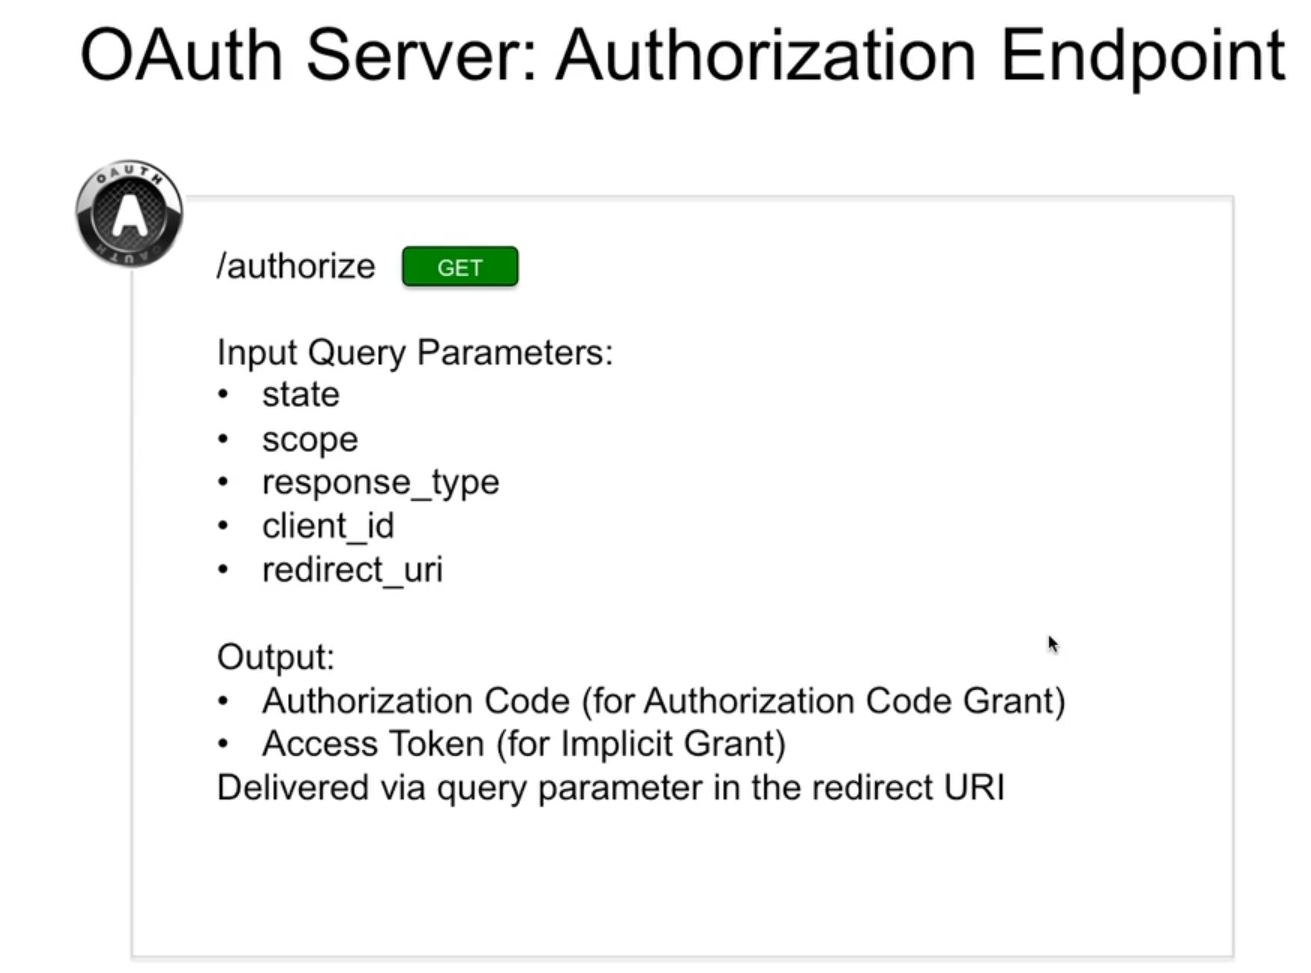 OAuth Server: Authorization Endpoint
OAUTH
A
OAUTH
/authorize GET
Input Query Parameters:
• state
• scope
• response_type
• client_id
• redirect_uri
Output:
• Authorization Code (for Authorization Code Grant)
• Access Token (for Implicit Grant)
Delivered via query parameter in the redirect URI